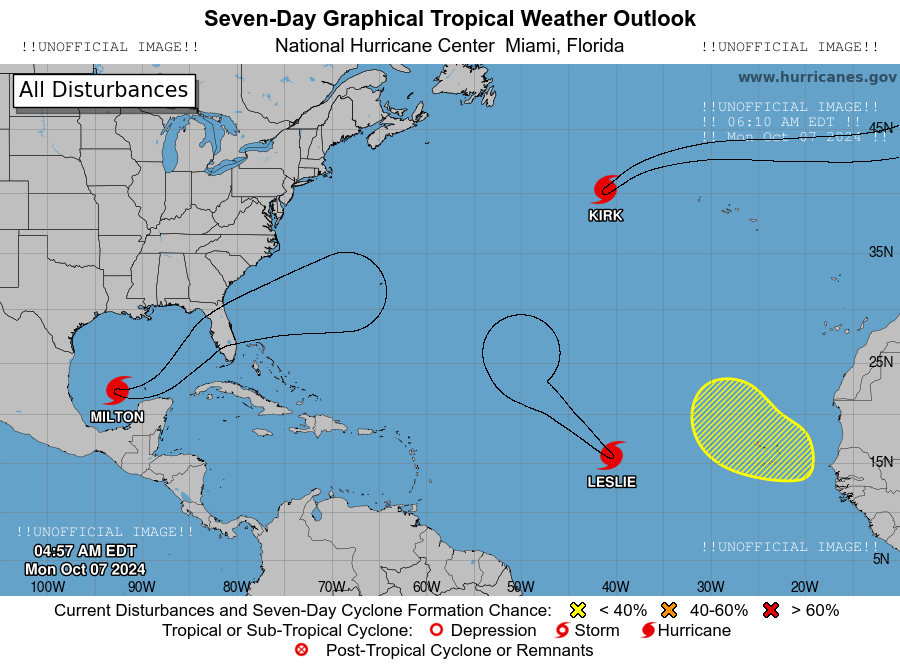 Seven-Day Graphical Tropical Weather Outlook
!!UNOFFICIAL IMAGE!! National Hurricane Center Miami, Florida !!UNOFFICIAL IMAGE!!
All Disturbances
www.hurricanes.gov
!!UNOFFICIAL IMAGE!!
!! 06:10 AM EDT !!
45N
!! Mon Oct 07 2024 !!
KIRK
35N
25N
MILTON
15N
LESLIE
!!UNOFFICIAL IMAGE!!
!!UNOFFICIAL IMAGE!!
04:57 AM EDT
5N
Mon Oct 07 2024
100W 90W 80W 70W 60W 50W 40W 30W 20W
Current Disturbances and Seven-Day Cyclone Formation Chance: < 40% 40-60% > 60%
Tropical or Sub-Tropical Cyclone: Depression Storm Hurricane
Post-Tropical Cyclone or Remnants